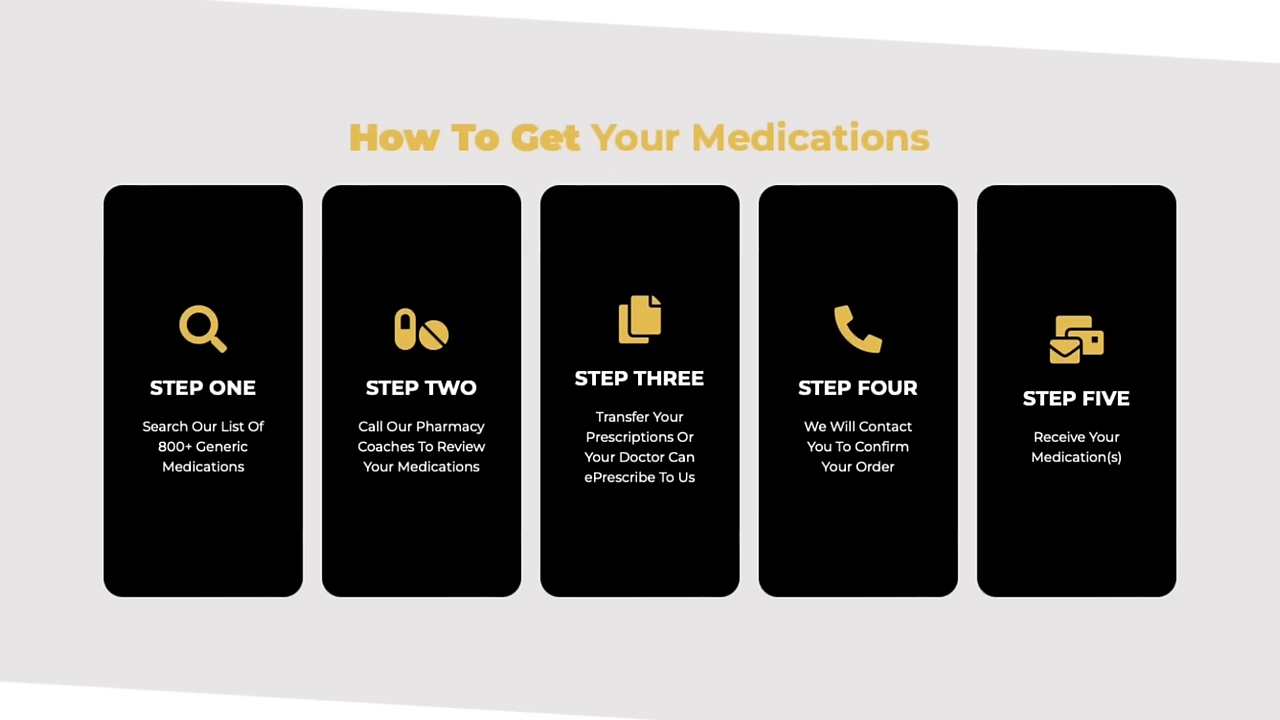 How To Get Your Medications
STEP ONE
Search Our List Of
800+ Generic
Medications
STEP TWO
Call Our Pharmacy
Coaches To Review
Your Medications
STEP THREE
Transfer Your
Prescriptions Or
Your Doctor Can
ePrescribe To Us
STEP FOUR
We Will Contact
You To Confirm
Your Order
STEP FIVE
Receive Your
Medication(s)